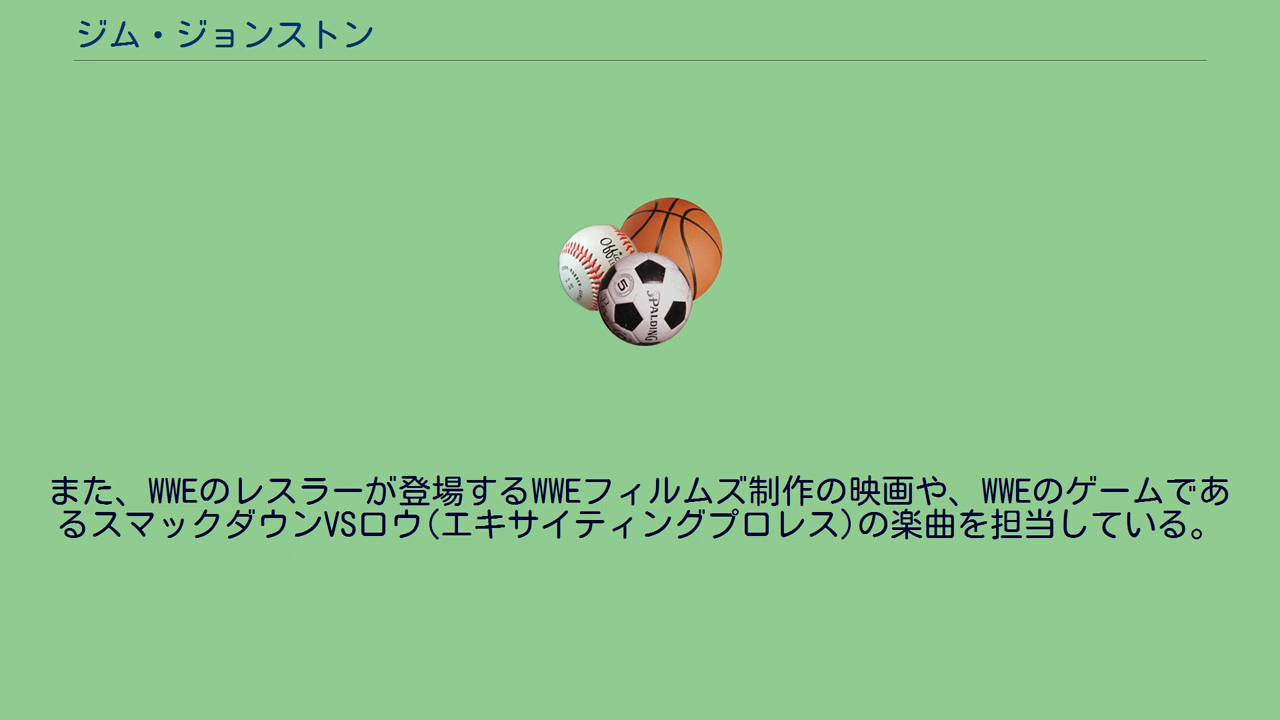 ジム・ジョンストン
Offici
5
SPALDING
また、WWEのレスラーが登場するWWEフィルムズ制作の映画や、WWEのゲームであ
るスマックダウンVSロウ(エキサイティングプロレス)の楽曲を担当している。